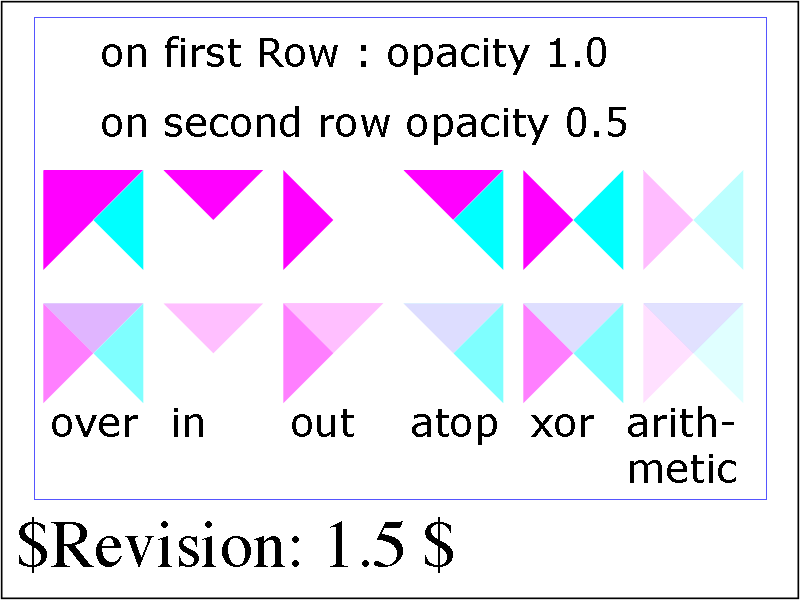 on first Row : opacity 1.0
on second row opacity 0.5
over in out atop xor arith-
metic
$Revision: 1.5 $